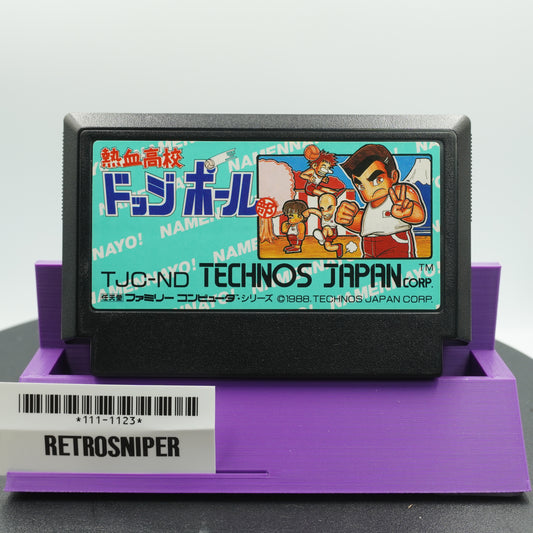 熱血高校
ドッジボール部
NAMENNAYO!
TJC-ND TECHNOS JAPAN CORP.™
任天堂 ファミリーコンピュータ・シリーズ ©1988. TECHNOS JAPAN CORP.
*111-1123*
RETROSNIPER